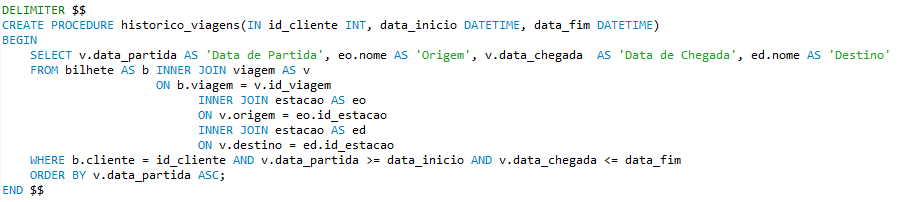 DELIMITER $$
CREATE PROCEDURE historico_viagens(IN id_cliente INT, data_inicio DATETIME, data_fim DATETIME)
BEGIN
    SELECT v.data_partida AS 'Data de Partida', eo.nome AS 'Origem', v.data_chegada  AS 'Data de Chegada', ed.nome AS 'Destino'
    FROM bilhete AS b INNER JOIN viagem AS v
                      ON b.viagem = v.id_viagem
                            INNER JOIN estacao AS eo
                            ON v.origem = eo.id_estacao
                            INNER JOIN estacao AS ed
                            ON v.destino = ed.id_estacao
    WHERE b.cliente = id_cliente AND v.data_partida >= data_inicio AND v.data_chegada <= data_fim
    ORDER BY v.data_partida ASC;
END $$